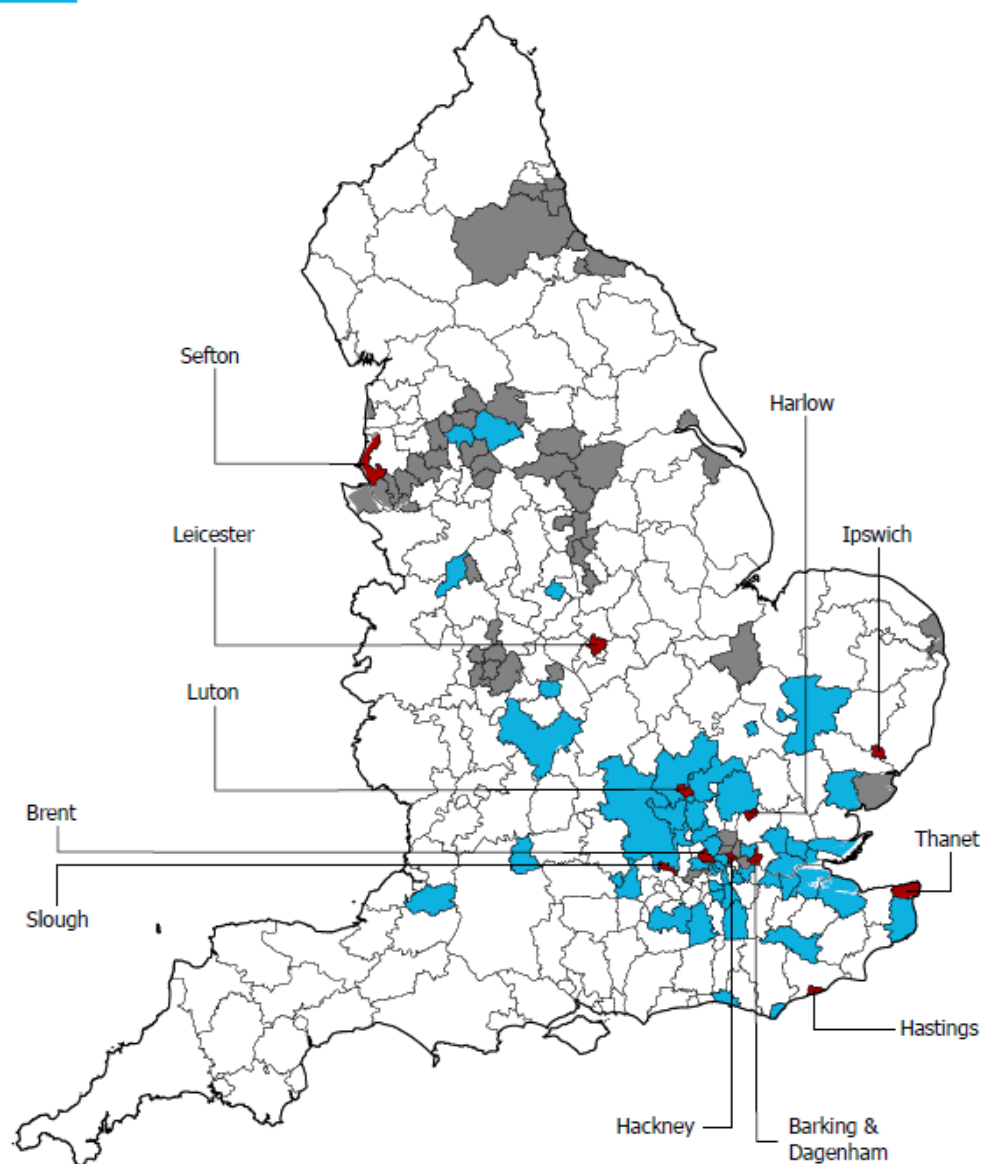 Sefton
Harlow
Leicester
Ipswich
Luton
Brent
Thanet
Slough
Hastings
Hackney
Barking &
Dagenham